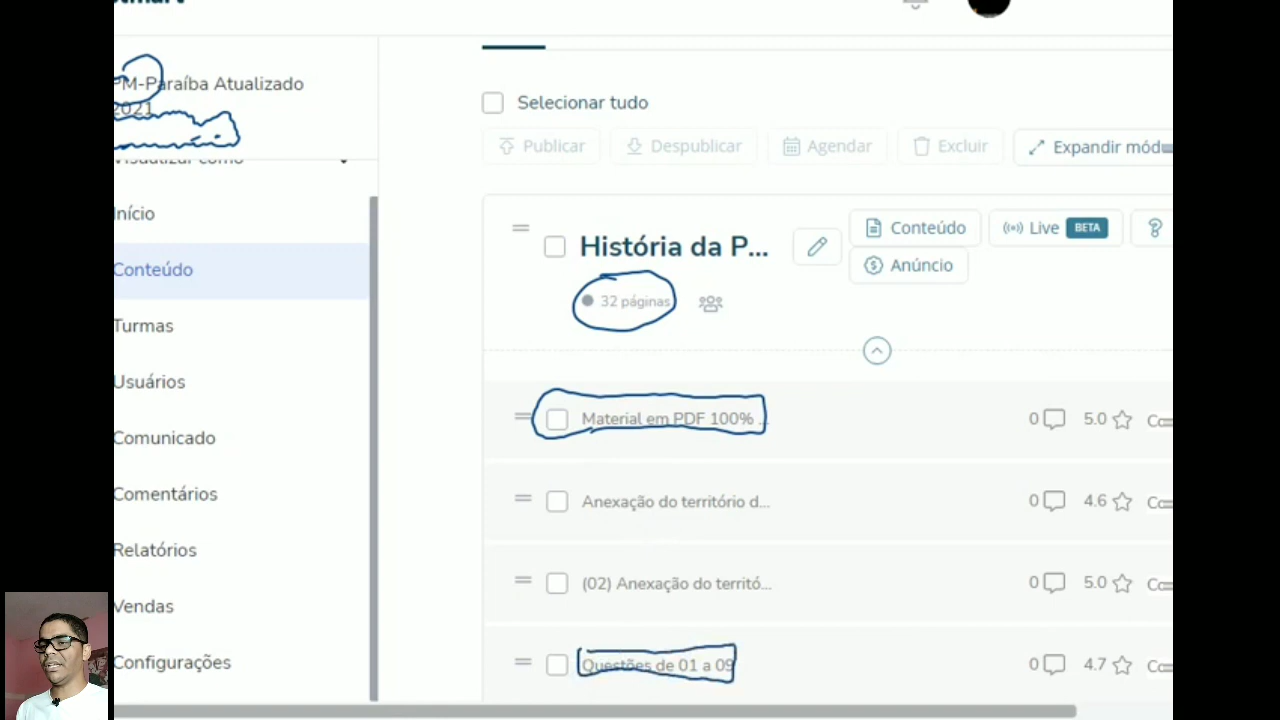 PM-Paraíba Atualizado
2021
Visualizar como
Início
Conteúdo
Turmas
Usuários
Comunicado
Comentários
Relatórios
Vendas
Configurações
Selecionar tudo
Publicar Despublicar Agendar Excluir Expandir mód
História da P... Conteúdo Live BETA
Anúncio
32 páginas
Material em PDF 100% ... 0 5.0
Anexação do território d... 0 4.6
(02) Anexação do territó... 0 5.0
Questões de 01 a 09 0 4.7